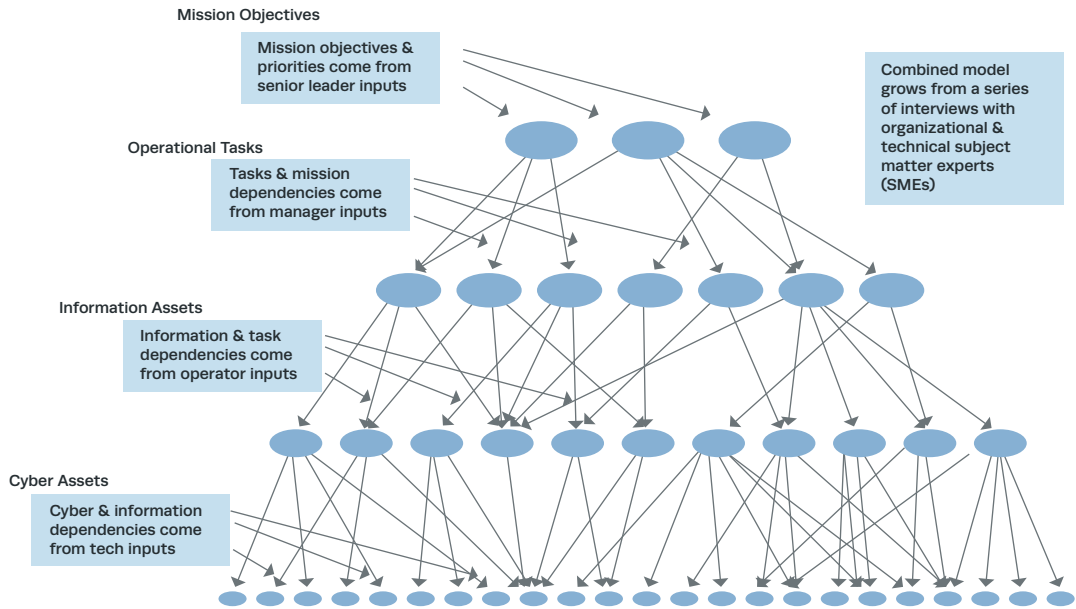 Mission Objectives
Mission objectives &
priorities come from
senior leader inputs
Combined model
grows from a series
of interviews with
organizational &
technical subject
matter experts
(SMEs)
Operational Tasks
Tasks & mission
dependencies come
from manager inputs
Information Assets
Information & task
dependencies come
from operator inputs
Cyber Assets
Cyber & information
dependencies come
from tech inputs